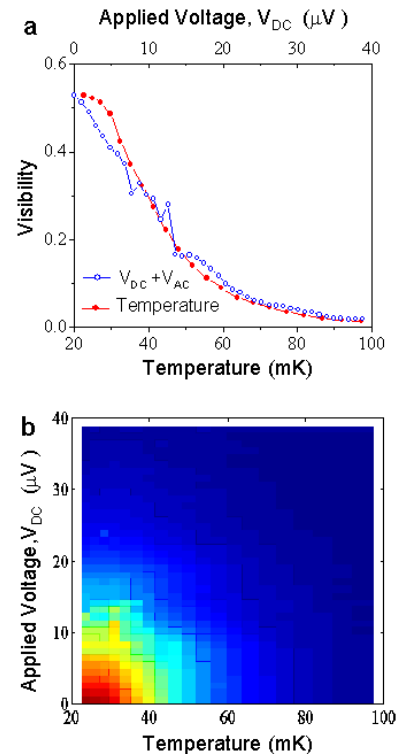 a
Applied Voltage, V_DC (μV)
0 10 20 30 40
0.6
0.4
0.2
0.0
Visibility
V_DC +V_AC
Temperature
20 40 60 80 100
Temperature (mK)
b
40
30
20
10
0
Applied Voltage,V_DC (μV)
20 40 60 80 100
Temperature (mK)